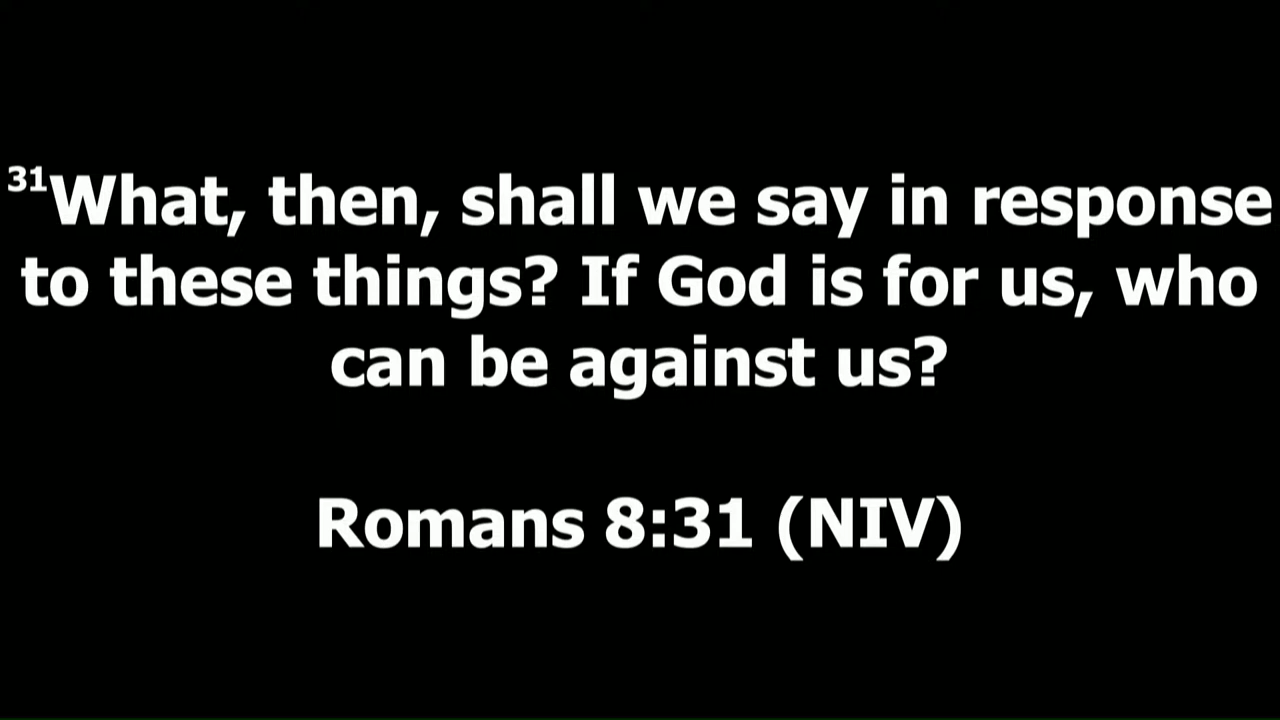 31What, then, shall we say in response
to these things? If God is for us, who
can be against us?
Romans 8:31 (NIV)